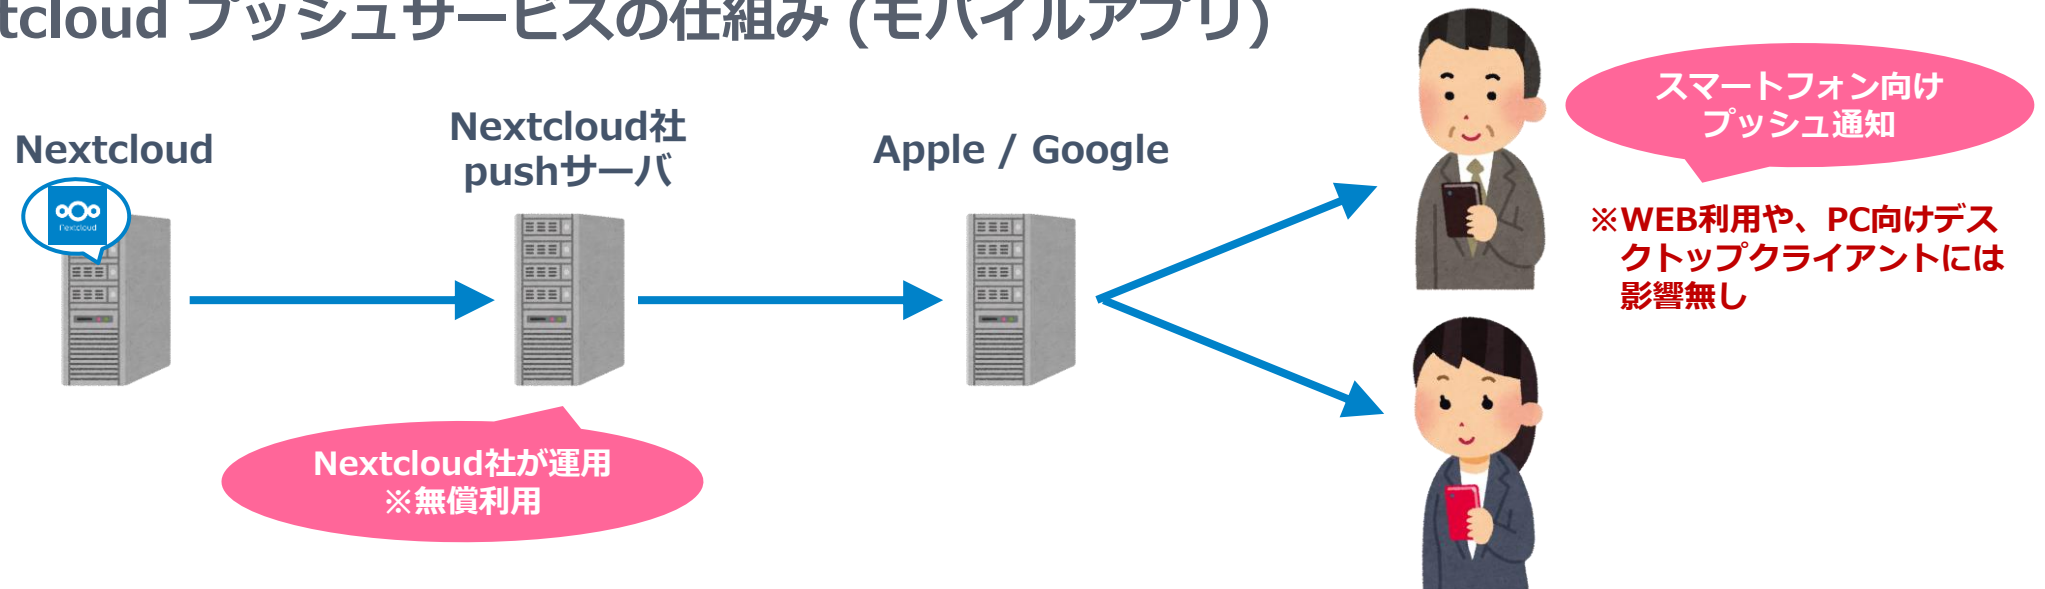 tcloud プッシュサービスの仕組み (モバイルアプリ)
スマートフォン向け
プッシュ通知
Nextcloud
Nextcloud社
pushサーバ
Apple / Google
Nextcloud
※WEB利用や、PC向けデス
クトップクライアントには
影響無し
Nextcloud社が運用
※無償利用